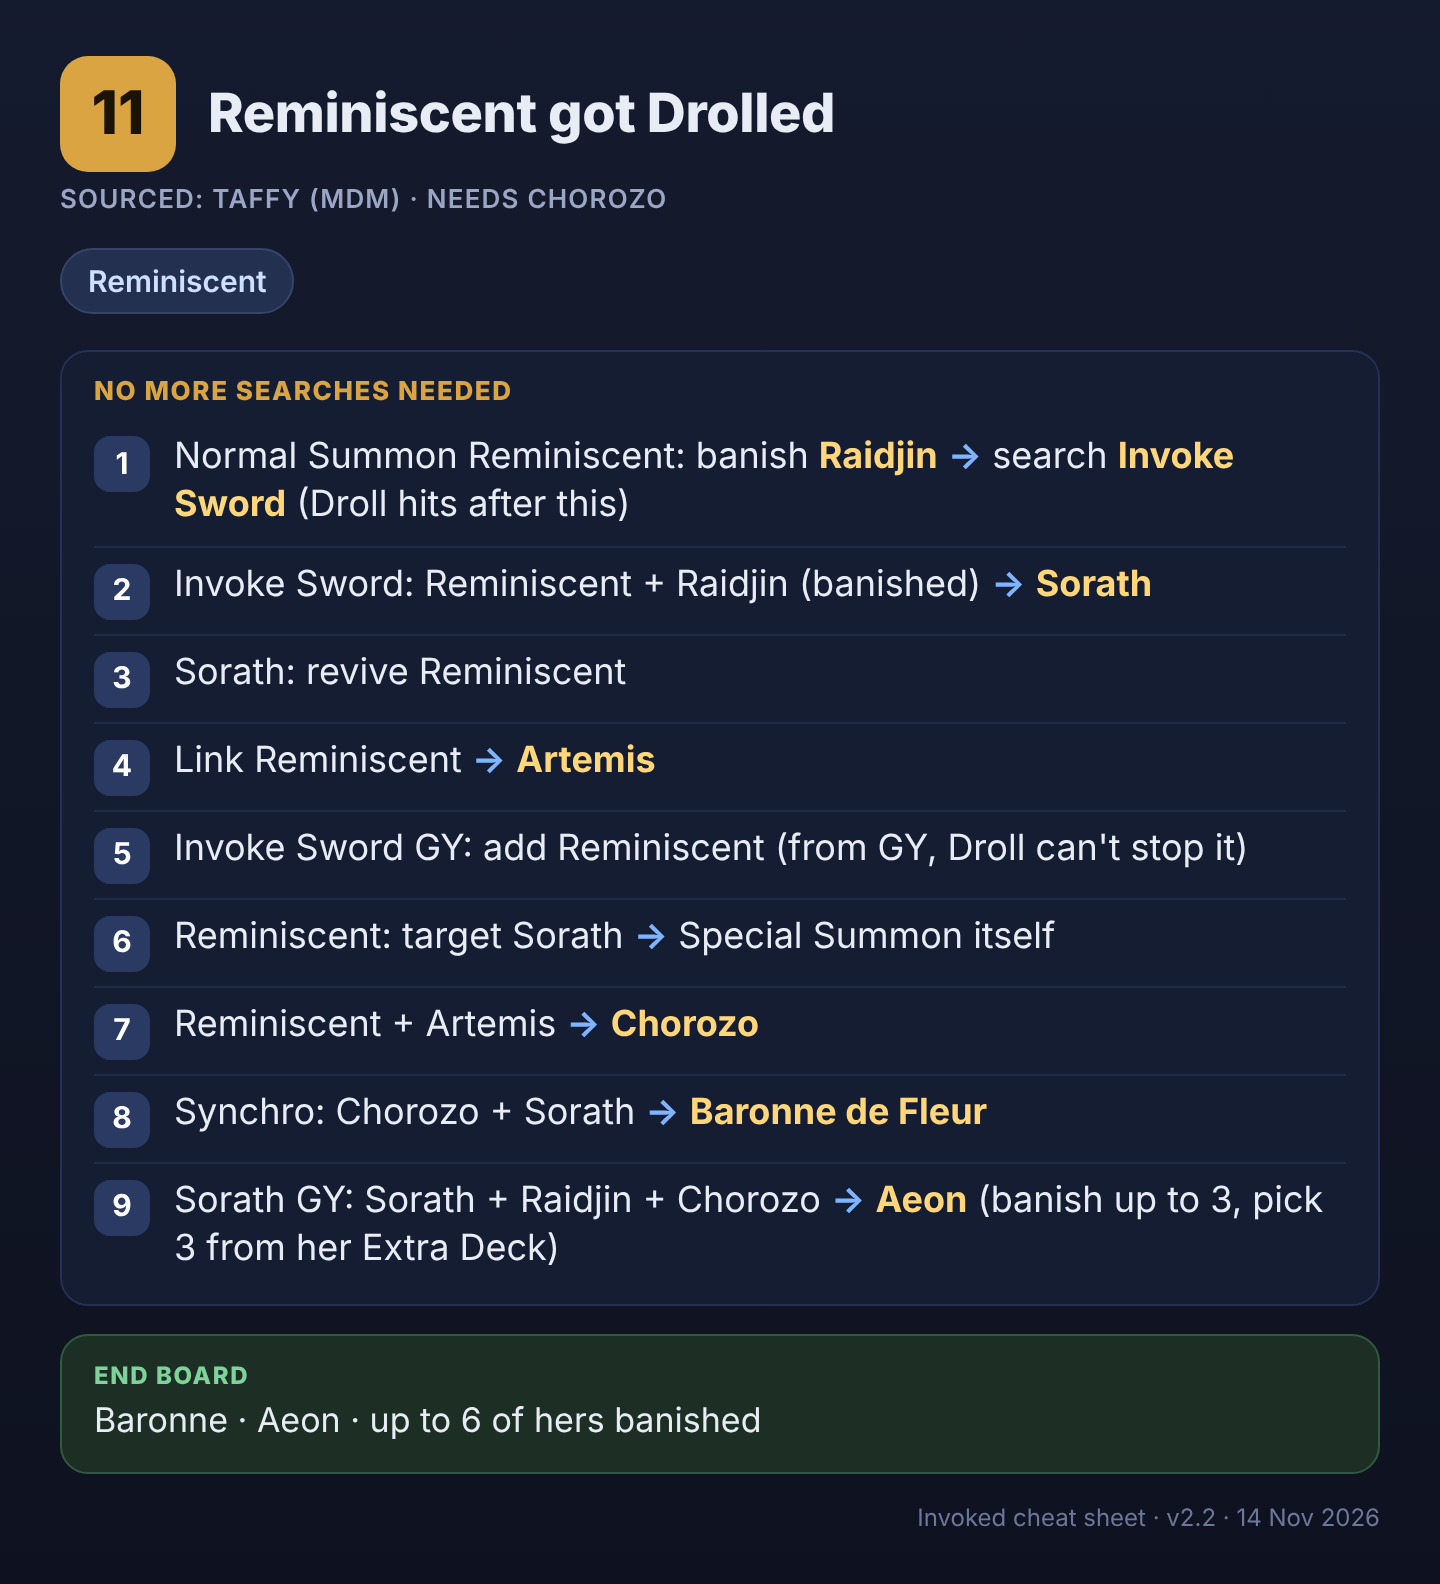 11
Reminiscent got Drolled
SOURCED: TAFFY (MDM) · NEEDS CHOROZO
Reminiscent
NO MORE SEARCHES NEEDED
1 Normal Summon Reminiscent: banish Raidjin → search Invoke
Sword (Droll hits after this)
2 Invoke Sword: Reminiscent + Raidjin (banished) → Sorath
3 Sorath: revive Reminiscent
4 Link Reminiscent → Artemis
5 Invoke Sword GY: add Reminiscent (from GY, Droll can't stop it)
6 Reminiscent: target Sorath → Special Summon itself
7 Reminiscent + Artemis → Chorozo
8 Synchro: Chorozo + Sorath → Baronne de Fleur
9 Sorath GY: Sorath + Raidjin + Chorozo → Aeon (banish up to 3, pick
3 from her Extra Deck)
END BOARD
Baronne · Aeon · up to 6 of hers banished
Invoked cheat sheet · v2.2 · 14 Nov 2026